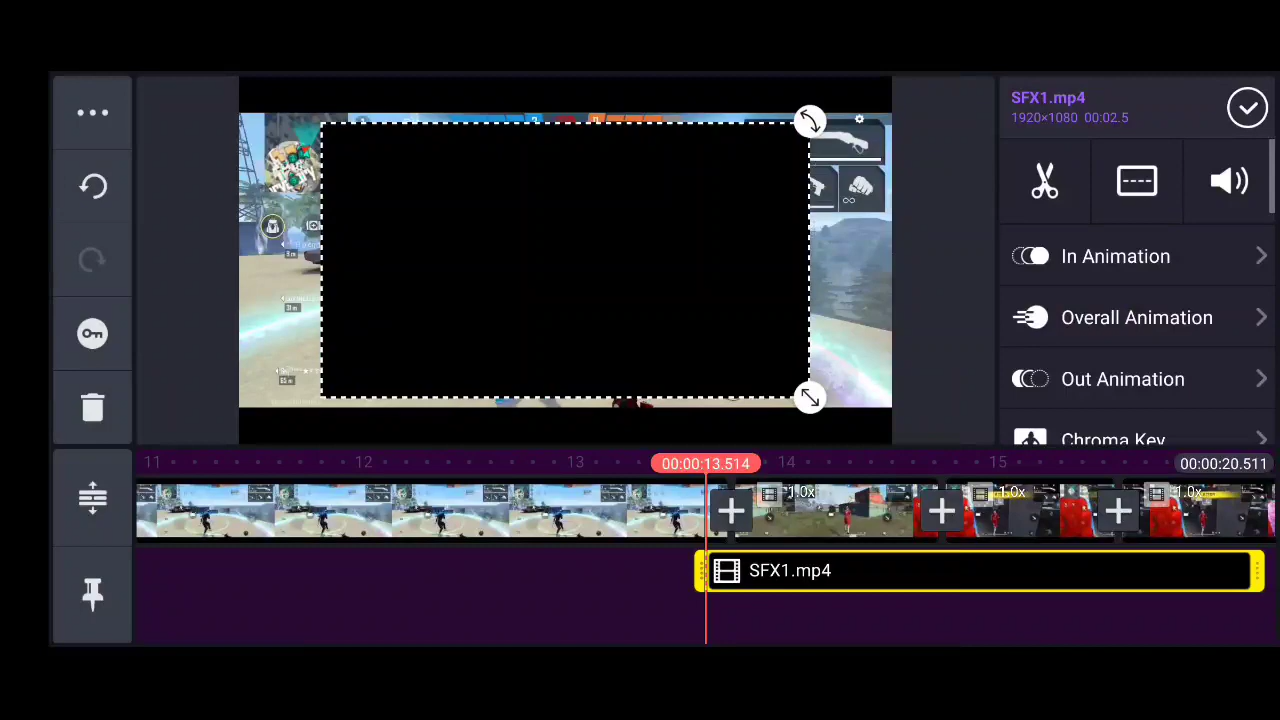 SFX1.mp4
1920×1080 00:02.5
In Animation
Overall Animation
Out Animation
Chroma Key
11 12 13 14 15
00:00:13.514
00:00:20.511
1.0x 1.0x 1.0x
SFX1.mp4